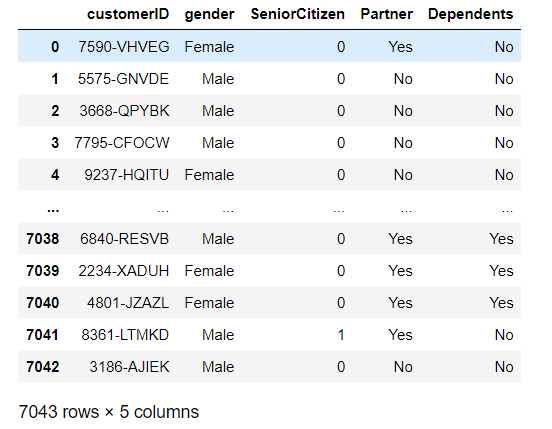 customerID gender SeniorCitizen Partner Dependents
0 7590-VHVEG Female 0 Yes No
1 5575-GNVDE Male 0 No No
2 3668-QPYBK Male 0 No No
3 7795-CFOCW Male 0 No No
4 9237-HQITU Female 0 No No
... ... ... ... ... ...
7038 6840-RESVB Male 0 Yes Yes
7039 2234-XADUH Female 0 Yes Yes
7040 4801-JZAZL Female 0 Yes Yes
7041 8361-LTMKD Male 1 Yes No
7042 3186-AJIEK Male 0 No No
7043 rows × 5 columns